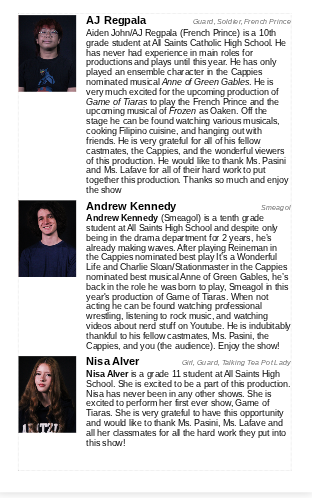 AJ Regpala Guard, Soldier, French Prince
Aiden John/AJ Regpala (French Prince) is a 10th
grade student at All Saints Catholic High School. He
has never had experience in main roles for
productions and plays until this year. He has only
played an ensemble character in the Cappies
nominated musical Anne of Green Gables. He is
very much excited for the upcoming production of
Game of Tiaras to play the French Prince and the
upcoming musical of Frozen as Oaken. Off the
stage he can be found watching various musicals,
cooking Filipino cuisine, and hanging out with
friends. He is very grateful for all of his fellow
castmates, the Cappies, and the wonderful viewers
of this production. He would like to thank Ms. Pasini
and Ms. Lafave for all of their hard work to put
together this production. Thanks so much and enjoy
the show
Andrew Kennedy Smeagol
Andrew Kennedy (Smeagol) is a tenth grade
student at All Saints High School and despite only
being in the drama department for 2 years, he's
already making waves. After playing Reineman in
the Cappies nominated best play It's a Wonderful
Life and Charlie Sloan/Stationmaster in the Cappies
nominated best musical Anne of Green Gables, he's
back in the role he was born to play, Smeagol in this
year's production of Game of Tiaras. When not
acting he can be found watching professional
wrestling, listening to rock music, and watching
videos about nerd stuff on Youtube. He is indubitably
thankful to his fellow castmates, Ms. Pasini, the
Cappies, and you (the audience). Enjoy the show!
Nisa Alver Girl, Guard, Talking Tea Pot Lady
Nisa Alver is a grade 11 student at All Saints High
School. She is excited to be a part of this production.
Nisa has never been in any other shows. She is
excited to perform her first ever show, Game of
Tiaras. She is very grateful to have this opportunity
and would like to thank Ms. Pasini, Ms. Lafave and
all her classmates for all the hard work they put into
this show!